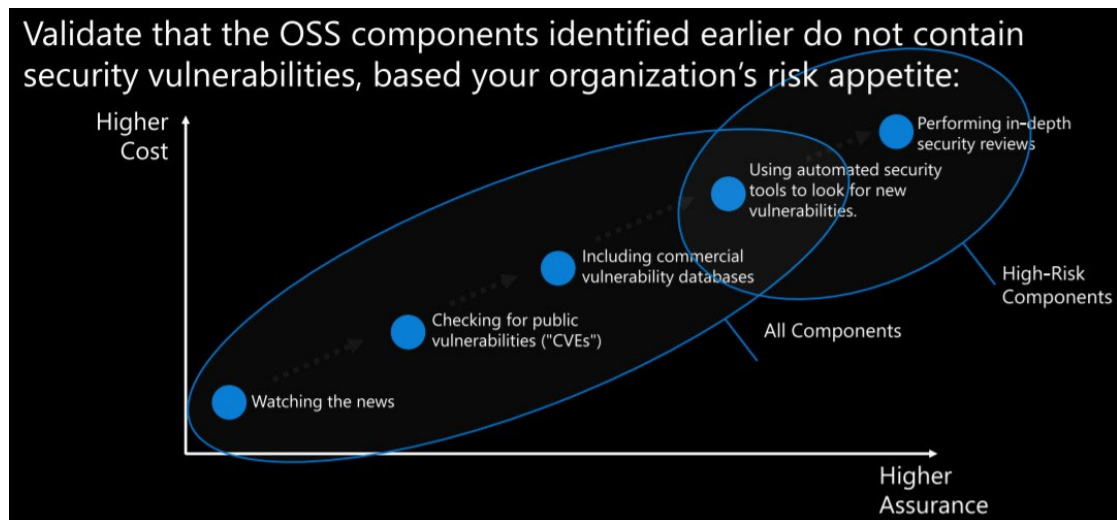 Validate that the OSS components identified earlier do not contain
security vulnerabilities, based your organization's risk appetite:
Higher
Cost
Performing in-depth
security reviews
Using automated security
tools to look for new
vulnerabilities.
Including commercial
vulnerability databases
High-Risk
Components
All Components
Checking for public
vulnerabilities ("CVEs")
Watching the news
Higher
Assurance